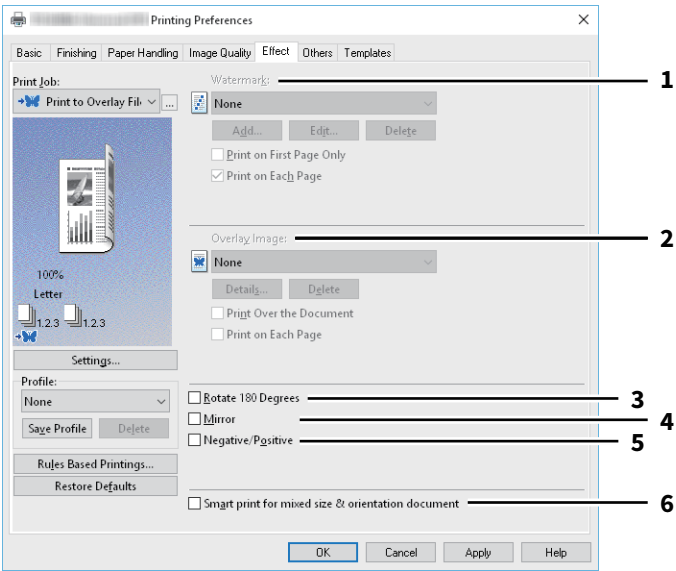 Printing Preferences
Basic Finishing Paper Handling Image Quality Effect Others Templates
Print Job:
Print to Overlay Fil
...
100%
Letter
1.2.3 1.2.3
Settings...
Profile:
None
Save Profile Delete
Rules Based Printings...
Restore Defaults
Watermark:
1
None
Add... Edit... Delete
Print on First Page Only
Print on Each Page
Overlay Image:
2
None
Details... Delete
Print Over the Document
Print on Each Page
Rotate 180 Degrees
3
Mirror
4
Negative/Positive
5
Smart print for mixed size & orientation document
6
OK Cancel Apply Help